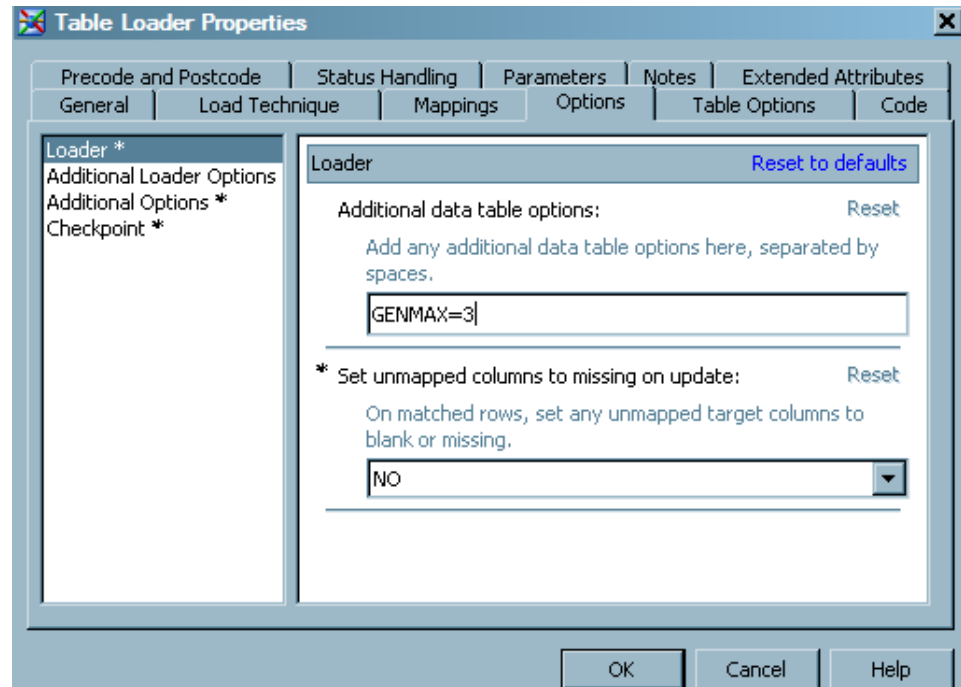 Table Loader Properties
Precode and Postcode Status Handling Parameters Notes Extended Attributes
General Load Technique Mappings Options Table Options Code
Loader *
Additional Loader Options
Additional Options *
Checkpoint *
Loader Reset to defaults
Additional data table options: Reset
Add any additional data table options here, separated by
spaces.
GENMAX=3
* Set unmapped columns to missing on update: Reset
On matched rows, set any unmapped target columns to
blank or missing.
NO
OK Cancel Help